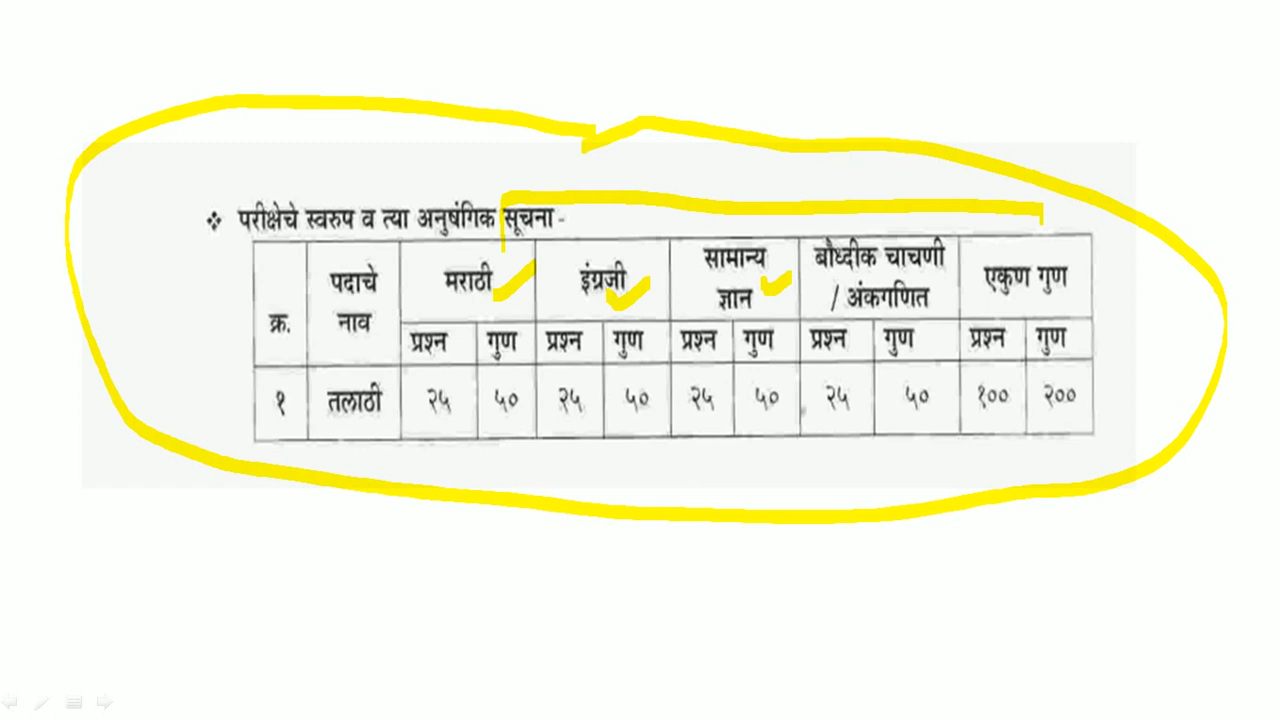 ❖ परीक्षेचे स्वरुप व त्या अनुषंगिक सूचना -
क्र. पदाचे नाव मराठी इंग्रजी सामान्य ज्ञान बौध्दीक चाचणी / अंकगणित एकुण गुण
प्रश्न गुण प्रश्न गुण प्रश्न गुण प्रश्न गुण प्रश्न गुण
१ तलाठी २५ ५० २५ ५० २५ ५० २५ ५० १०० २००